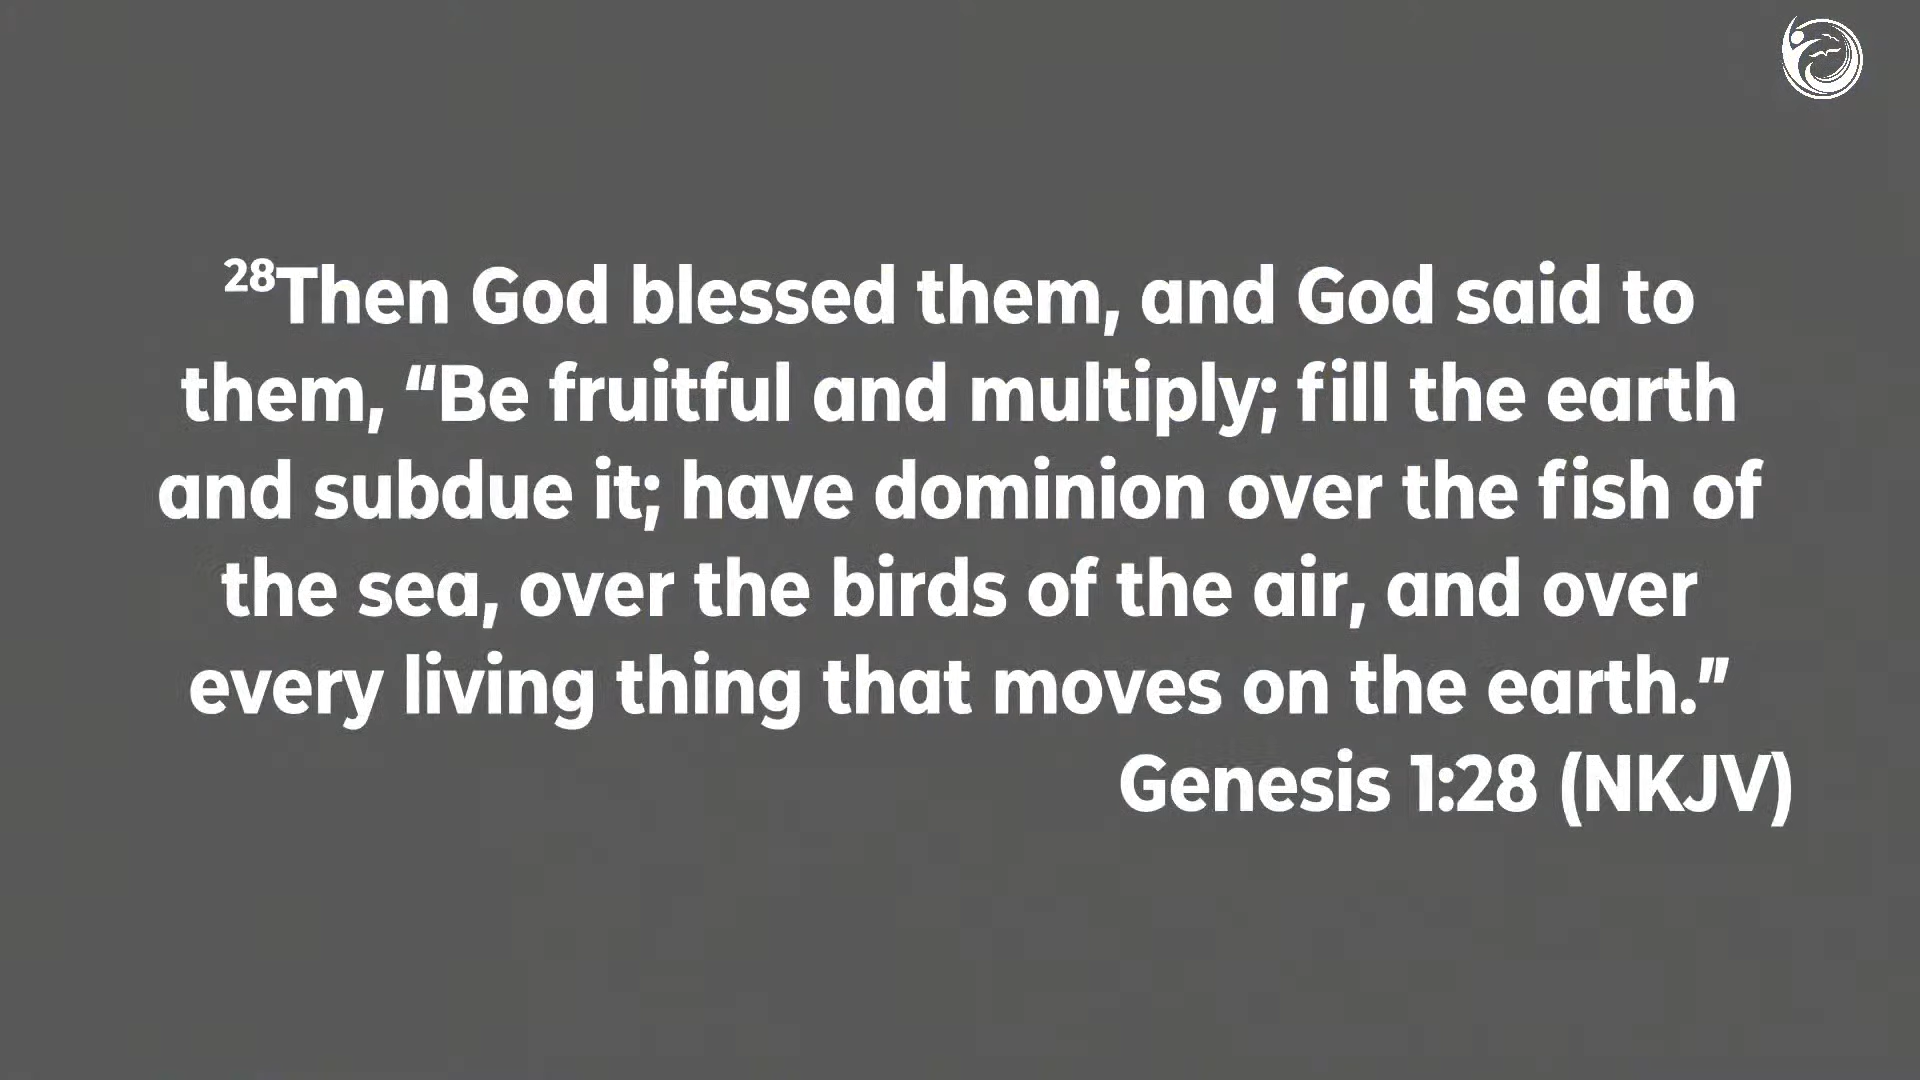 ²⁸Then God blessed them, and God said to
them, “Be fruitful and multiply; fill the earth
and subdue it; have dominion over the fish of
the sea, over the birds of the air, and over
every living thing that moves on the earth.”
Genesis 1:28 (NKJV)